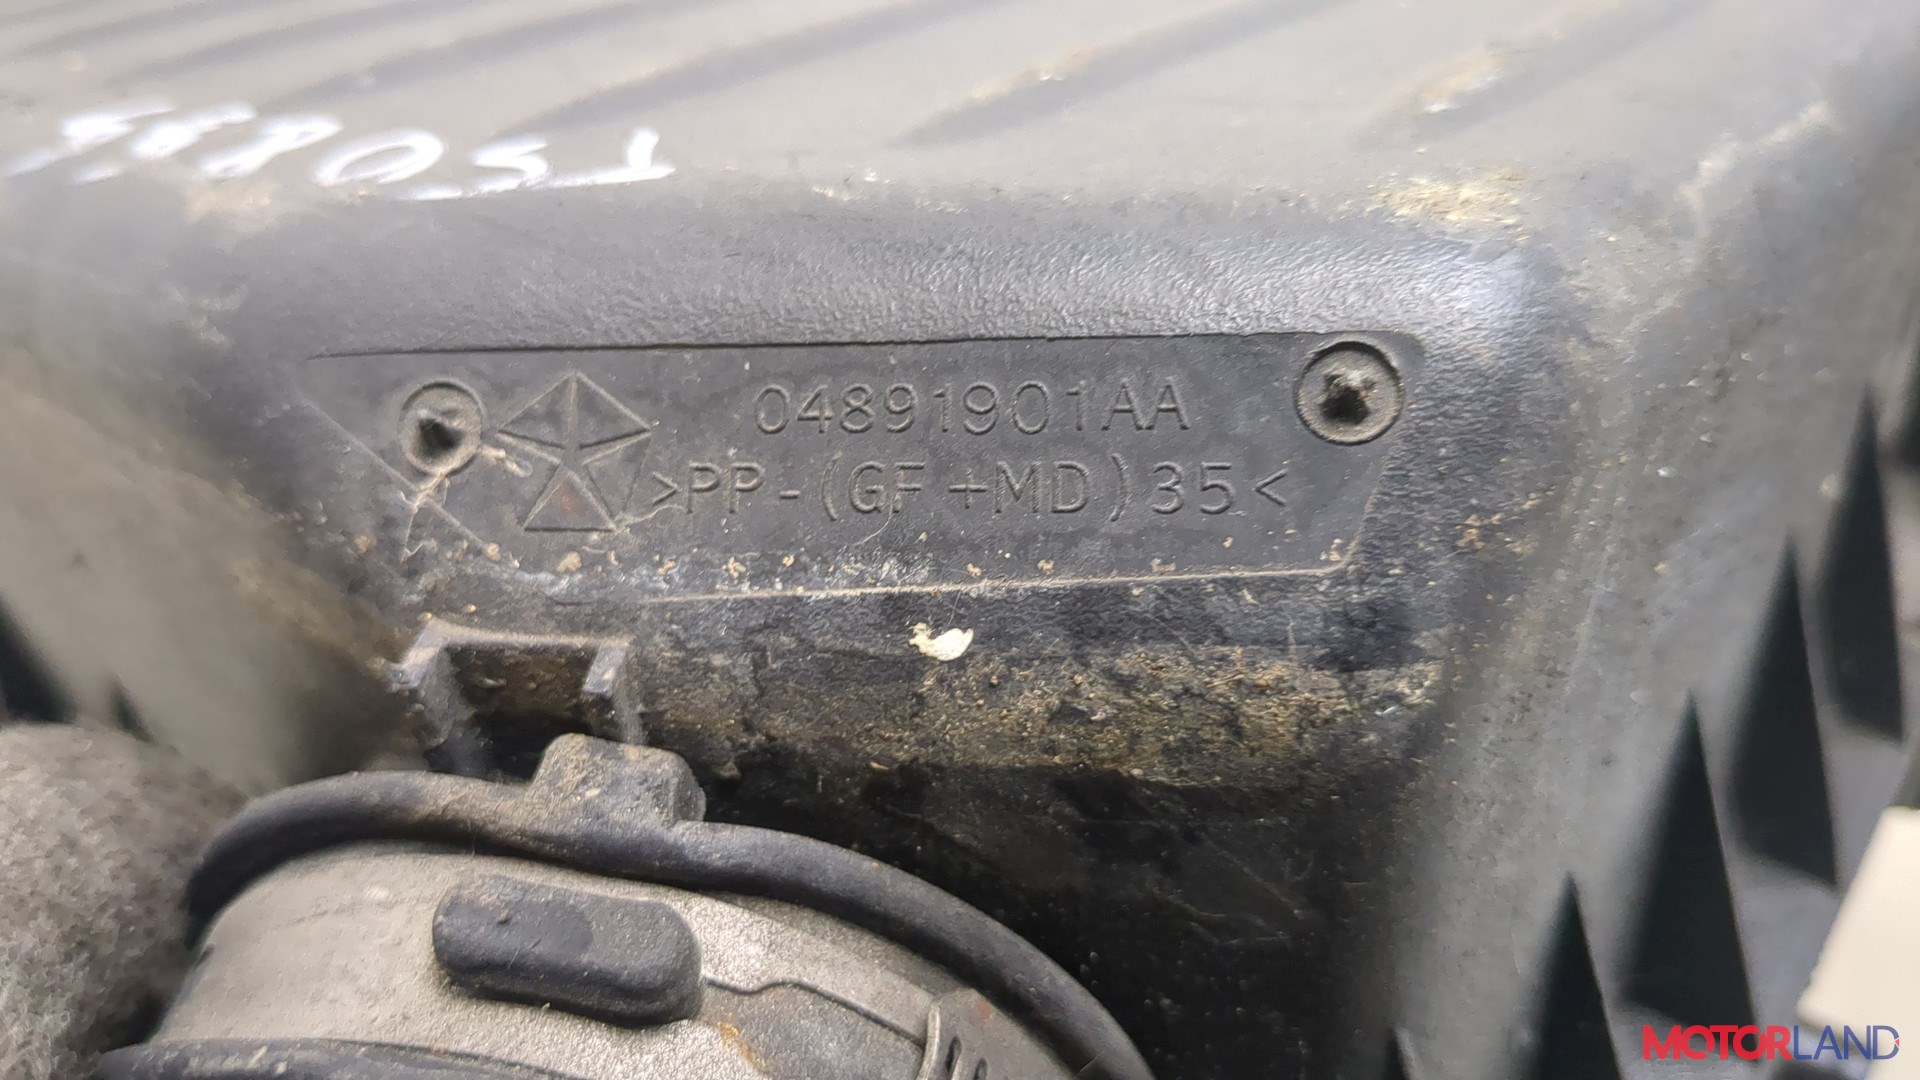 04891901AA
>PP-(GF+MD)35<
MOTORLAND